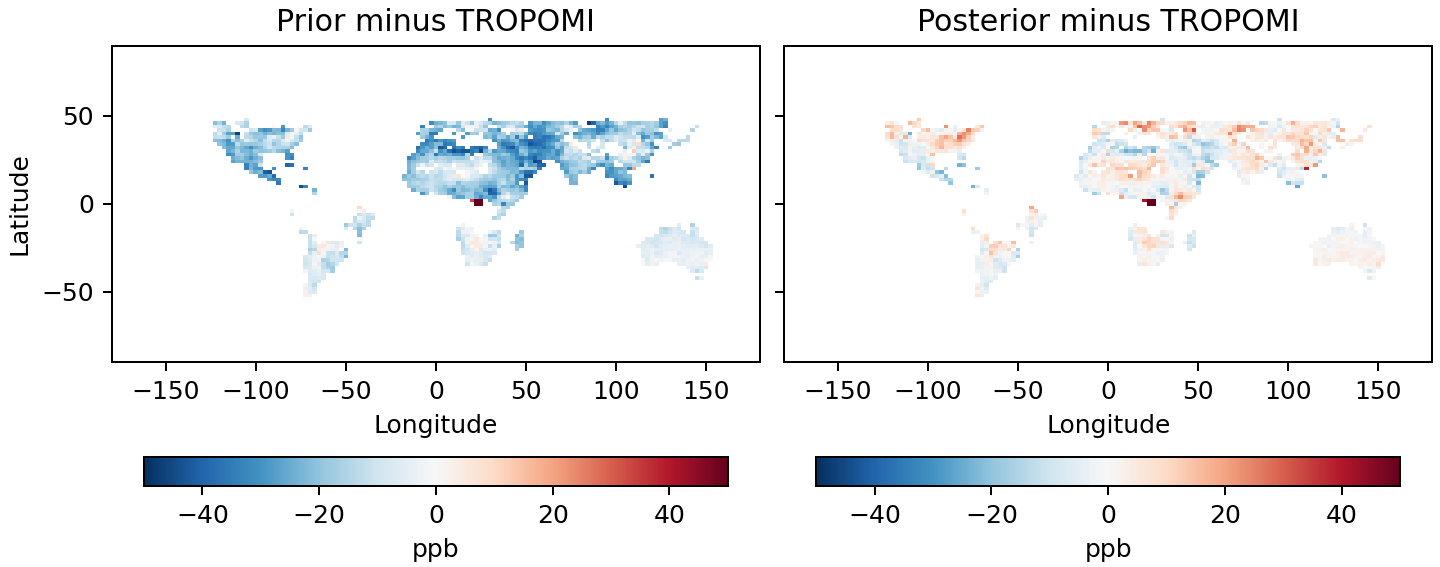 Prior minus TROPOMI
Posterior minus TROPOMI
Latitude
50
0
−50
−150 −100 −50 0 50 100 150
−150 −100 −50 0 50 100 150
Longitude
Longitude
−40 −20 0 20 40
−40 −20 0 20 40
ppb
ppb